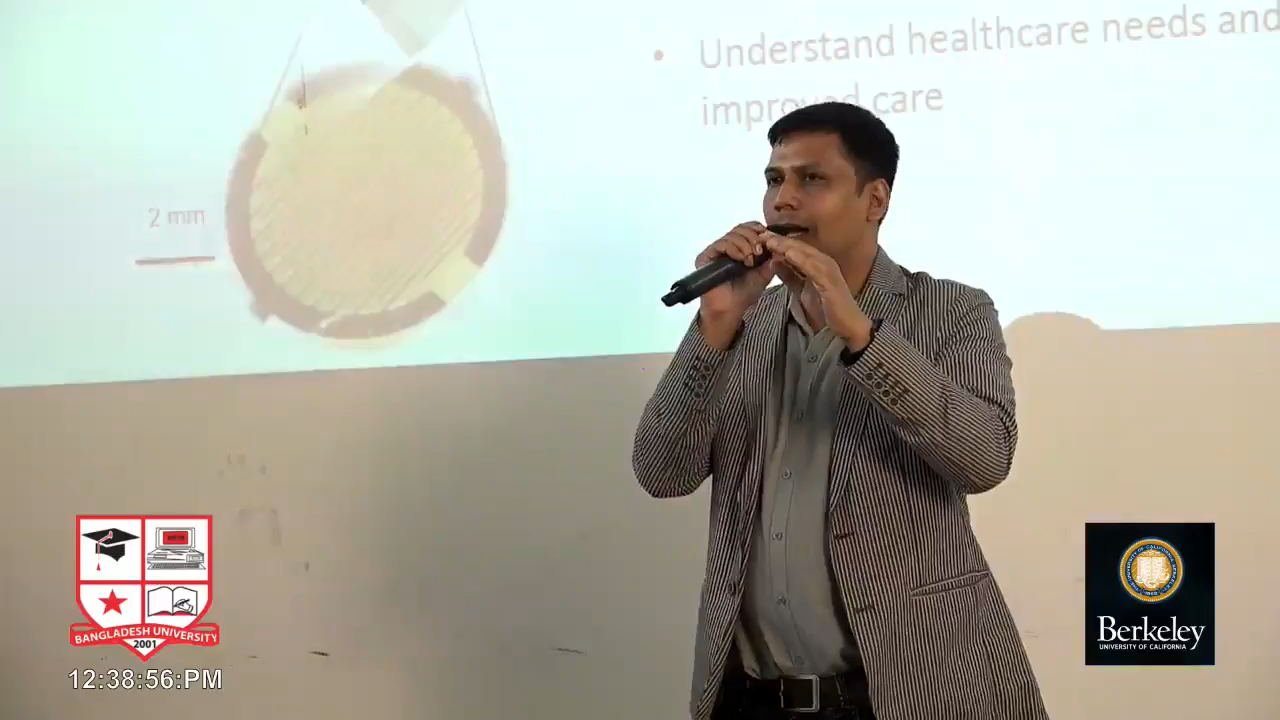 • Understand healthcare needs and
improved care
2 mm
BANGLADESH UNIVERSITY
2001
12:38:56:PM
Berkeley
UNIVERSITY OF CALIFORNIA